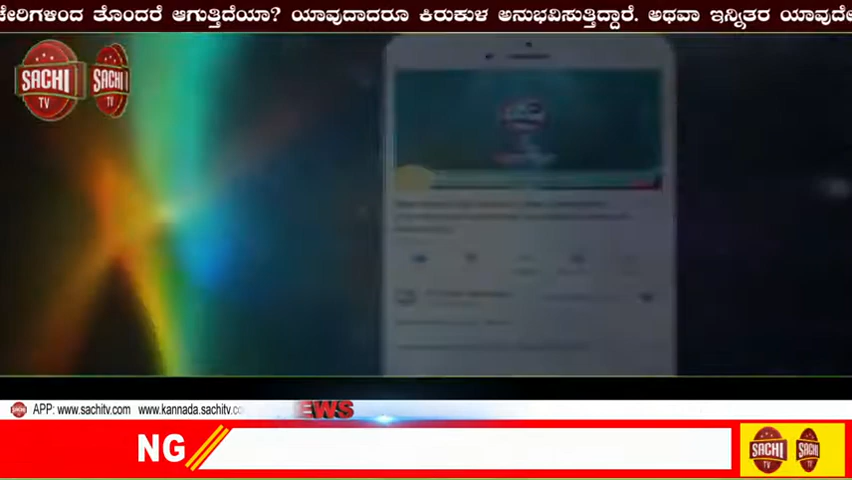 ಚೇರಿಗಳಿಂದ ತೊಂದರೆ ಆಗುತ್ತಿದೆಯಾ? ಯಾವುದಾದರೂ ಕಿರುಕುಳ ಅನುಭವಿಸುತ್ತಿದ್ದಾರೆ. ಅಥವಾ ಇನ್ನಿತರ ಯಾವುದೇ
SACHI TV SACHI TV
APP: www.sachitv.com www.kannada.sachitv.co EWS
NG
SACHI TV SACHI TV